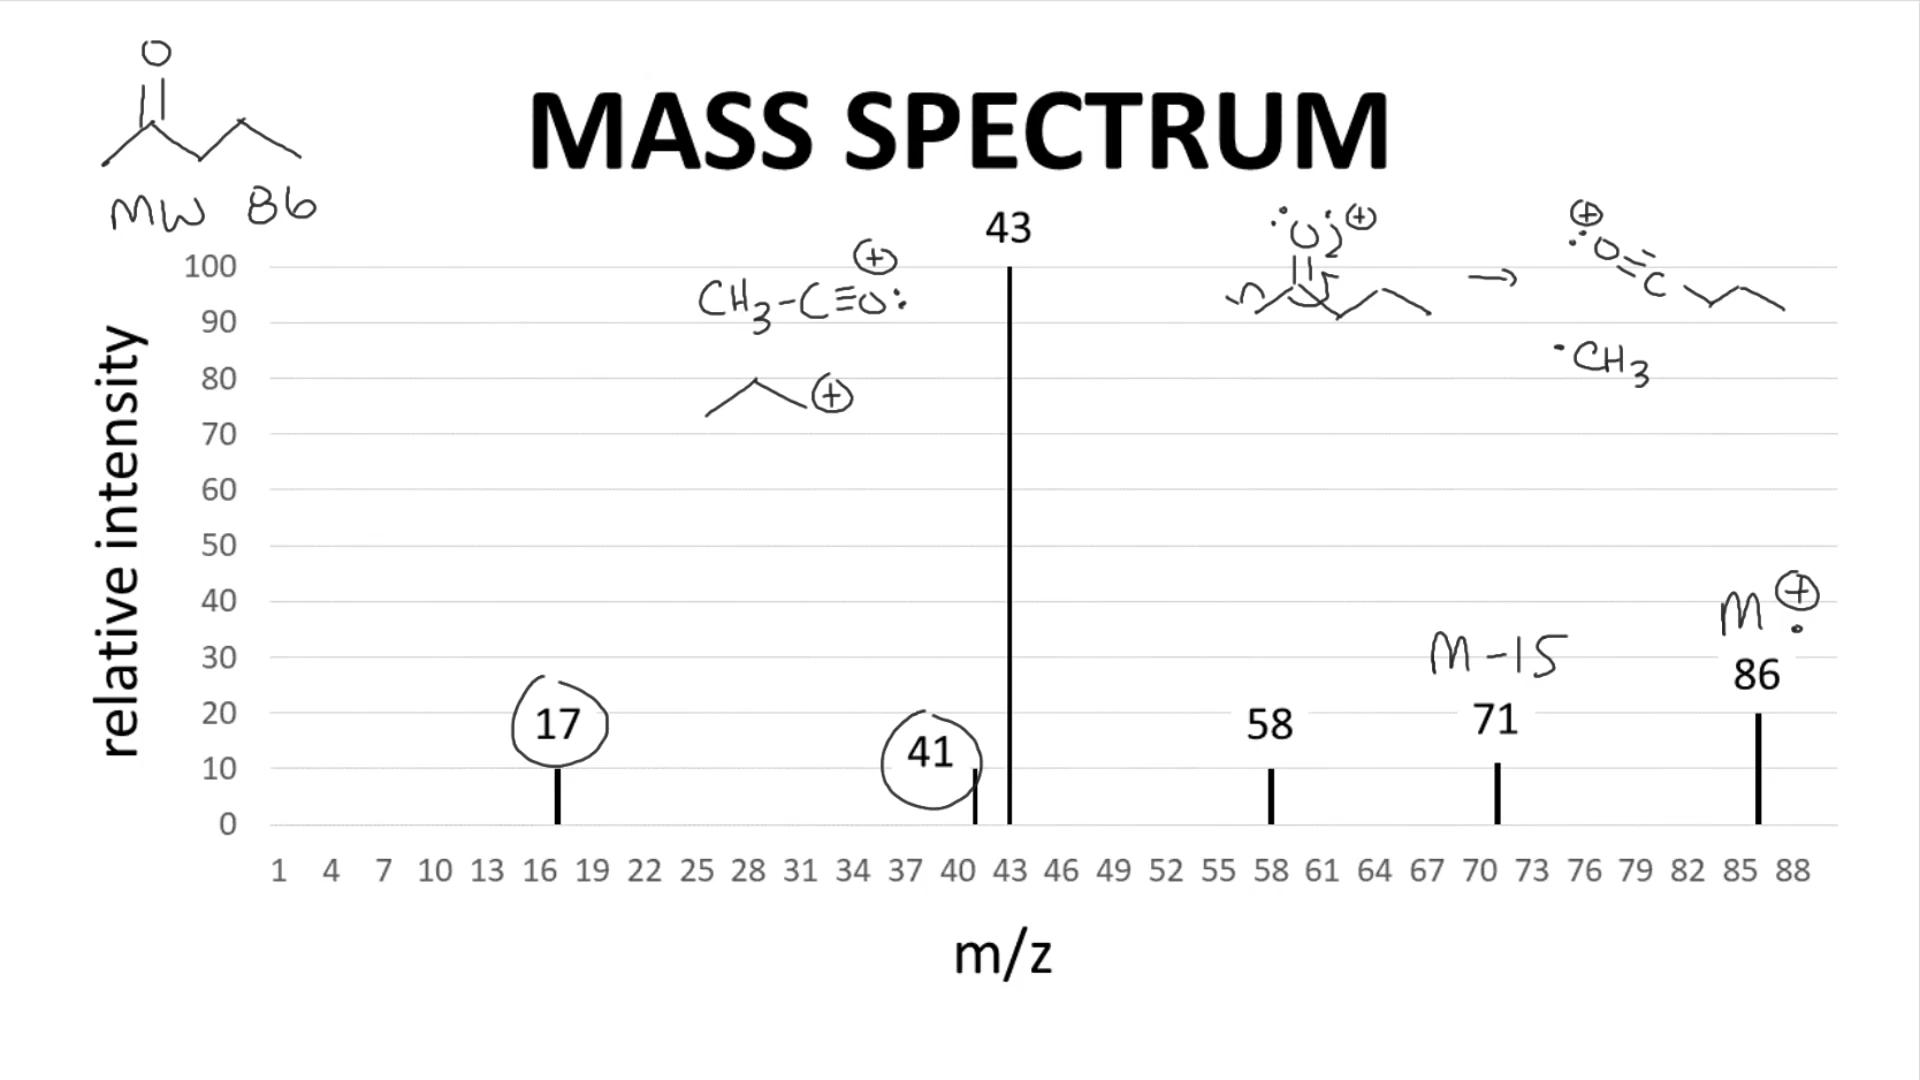 O
MASS SPECTRUM
MW 86
43
CH3-C≡O:
O
O
C
·CH3
relative intensity
100
90
80
70
60
50
40
30
20
10
0
M
M-15
86
17
41
58
71
1 4 7 10 13 16 19 22 25 28 31 34 37 40 43 46 49 52 55 58 61 64 67 70 73 76 79 82 85 88
m/z